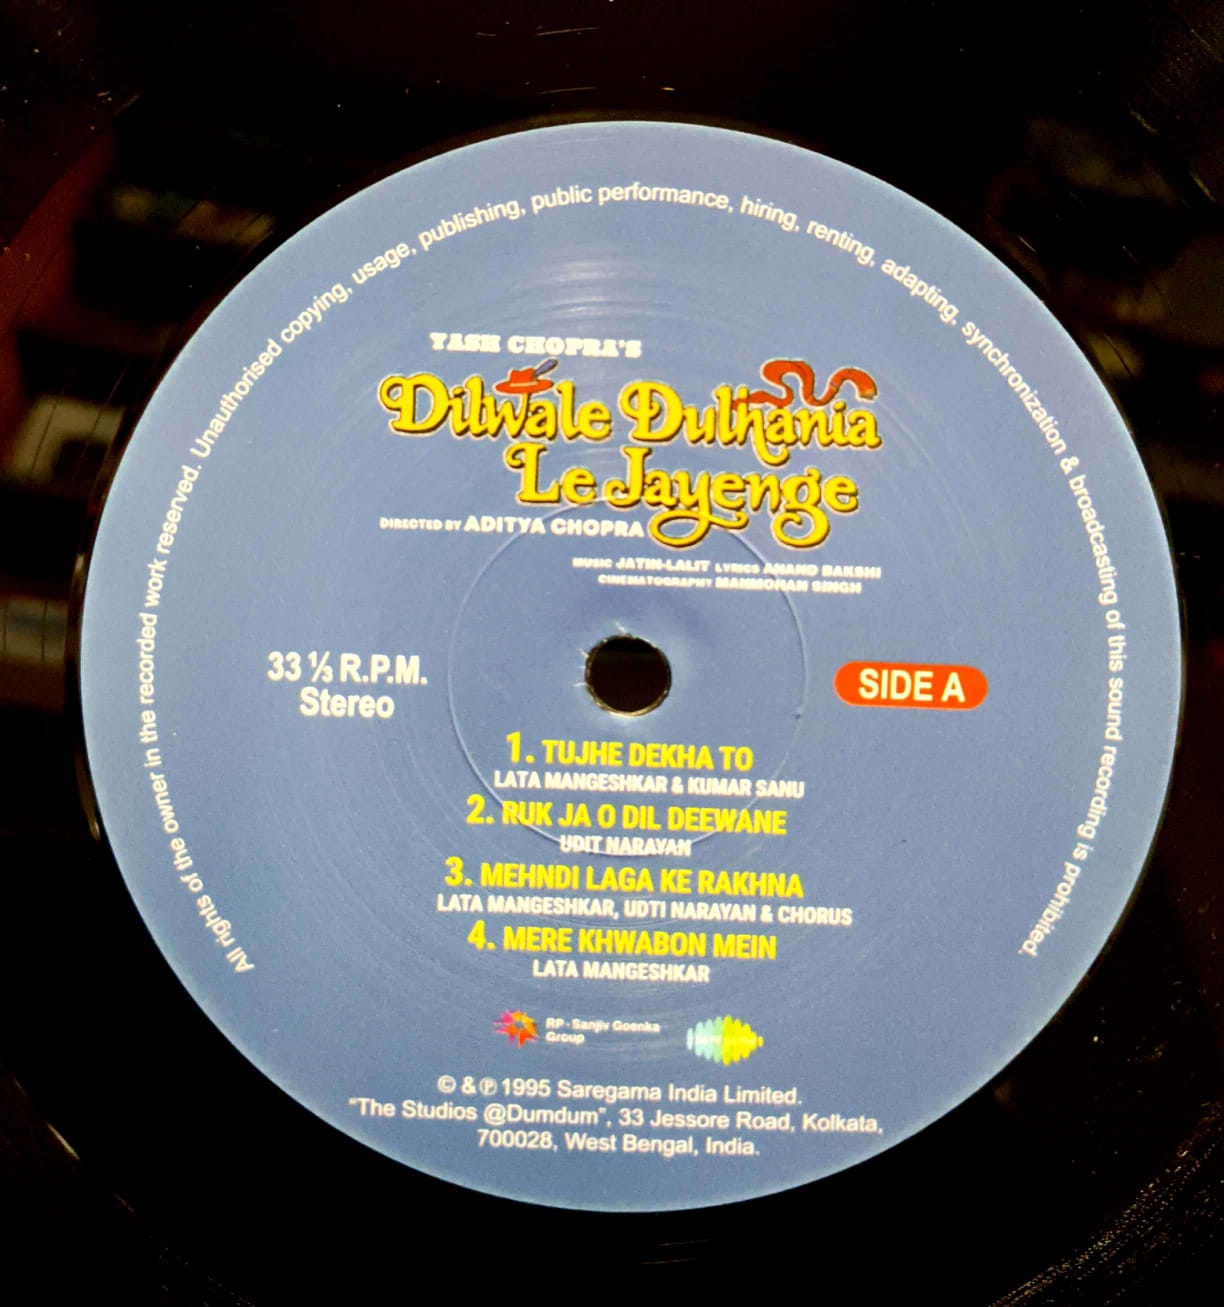 All rights of the owner in the recorded work reserved. Unauthorised copying, usage, publishing, public performance, hiring, renting, adapting, synchronization & broadcasting of this sound recording is prohibited.
YASH CHOPRA'S
Dilwale Dulhania
Le Jayenge
DIRECTED BY ADITYA CHOPRA
MUSIC JATIN-LALIT LYRICS ANAND BAKSHI
CINEMATOGRAPHY MANMOHAN SINGH
33 ⅓ R.P.M.
Stereo
SIDE A
1. TUJHE DEKHA TO
LATA MANGESHKAR & KUMAR SANU
2. RUK JA O DIL DEEWANE
UDIT NARAYAN
3. MEHNDI LAGA KE RAKHNA
LATA MANGESHKAR, UDTI NARAYAN & CHORUS
4. MERE KHWABON MEIN
LATA MANGESHKAR
RP - Sanjiv Goenka
Group
© & ℗ 1995 Saregama India Limited.
"The Studios @Dumdum", 33 Jessore Road, Kolkata,
700028, West Bengal, India.